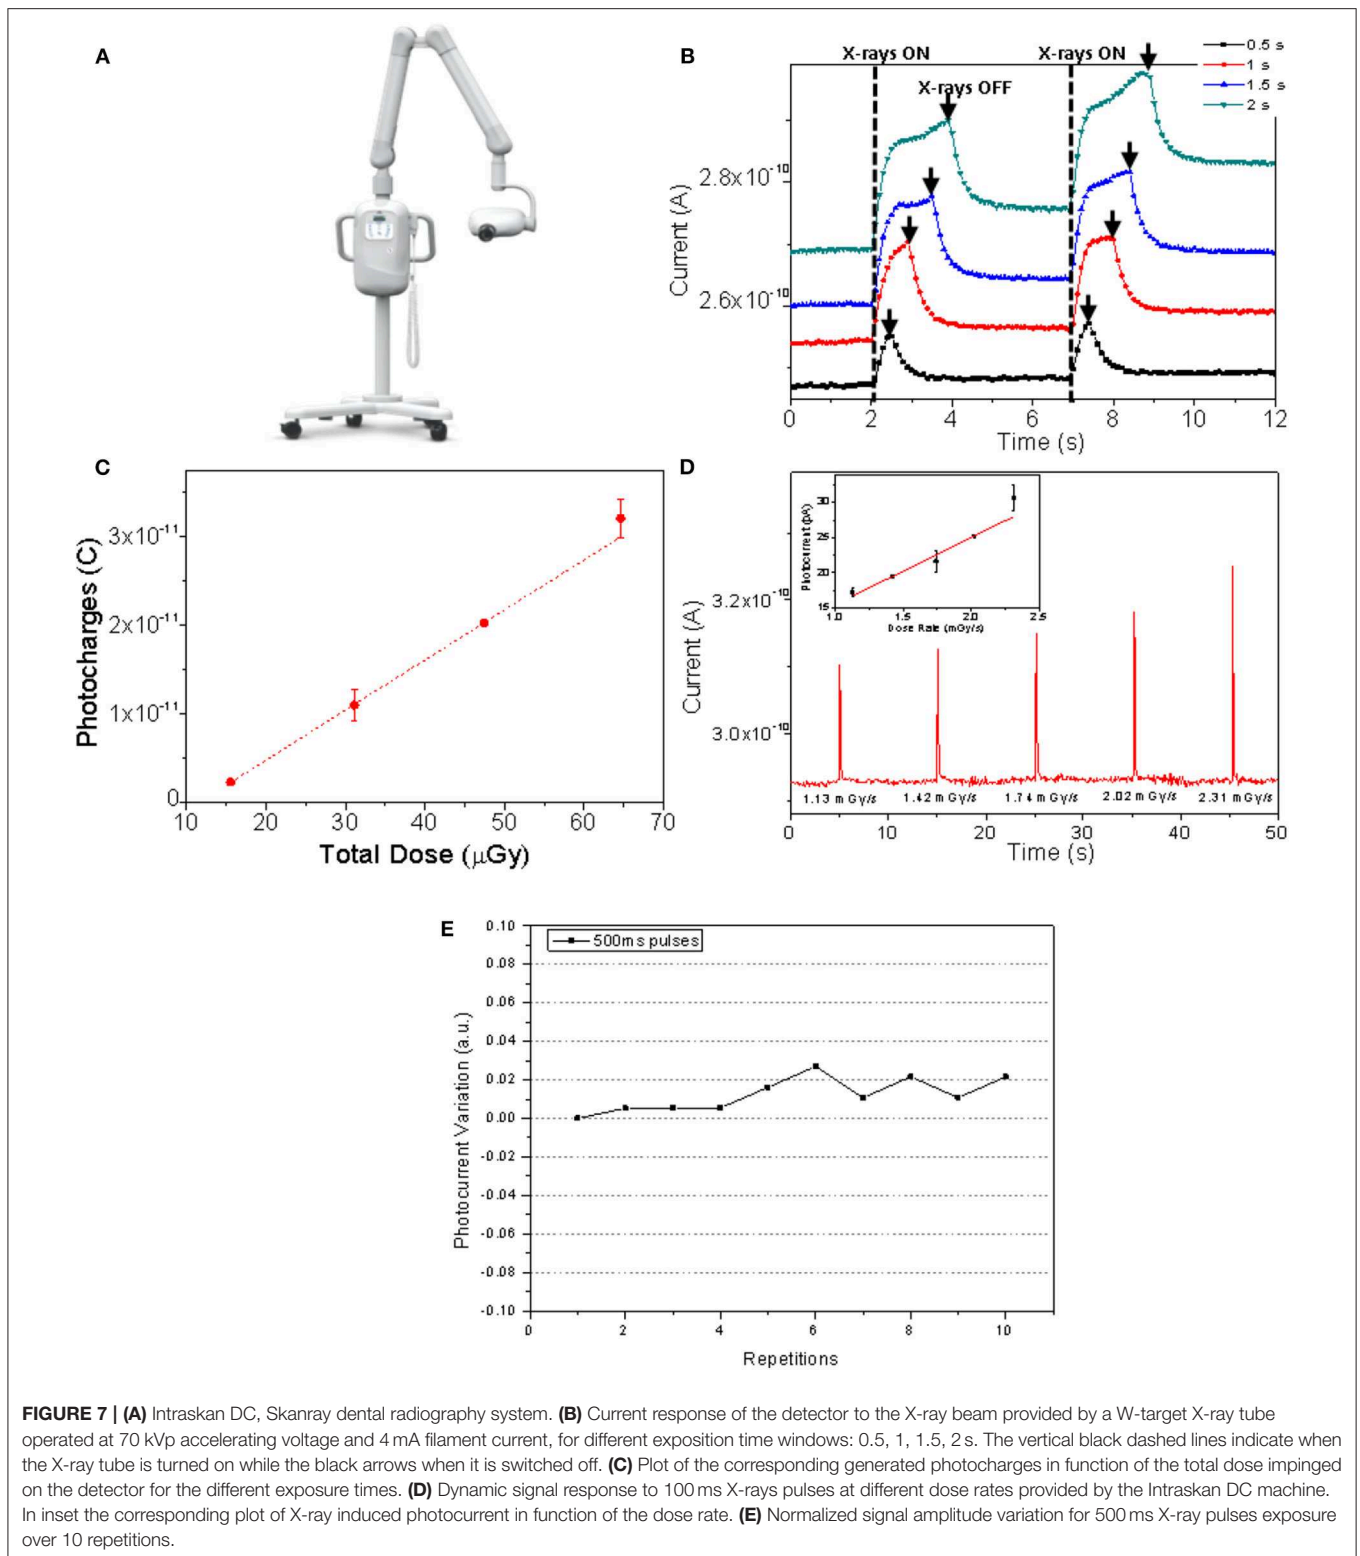 A
B
X-rays ON
X-rays OFF
X-rays ON
0.5 s
1 s
1.5 s
2 s
2.8x10⁻¹⁰
2.6x10⁻¹⁰
Current (A)
0 2 4 6 8 10 12
Time (s)
C
3x10⁻¹¹
2x10⁻¹¹
1x10⁻¹¹
0
Photocharges (C)
10 20 30 40 50 60 70
Total Dose (μGy)
D
30
25
20
15
Photocurrent (pA)
1.0 1.5 2.0 2.5
Dose Rate (mGy/s)
3.2x10⁻¹⁰
3.0x10⁻¹⁰
Current (A)
1.13 mGy/s 1.42 mGy/s 1.74 mGy/s 2.02 mGy/s 2.31 mGy/s
0 10 20 30 40 50
Time (s)
E
500ms pulses
0.10
0.08
0.06
0.04
0.02
0.00
-0.02
-0.04
-0.06
-0.08
-0.10
Photocurrent Variation (a.u.)
0 2 4 6 8 10
Repetitions
FIGURE 7 | (A) Intraskan DC, Skanray dental radiography system. (B) Current response of the detector to the X-ray beam provided by a W-target X-ray tube
operated at 70 kVp accelerating voltage and 4 mA filament current, for different exposition time windows: 0.5, 1, 1.5, 2 s. The vertical black dashed lines indicate when
the X-ray tube is turned on while the black arrows when it is switched off. (C) Plot of the corresponding generated photocharges in function of the total dose impinged
on the detector for the different exposure times. (D) Dynamic signal response to 100 ms X-rays pulses at different dose rates provided by the Intraskan DC machine.
In inset the corresponding plot of X-ray induced photocurrent in function of the dose rate. (E) Normalized signal amplitude variation for 500 ms X-ray pulses exposure
over 10 repetitions.